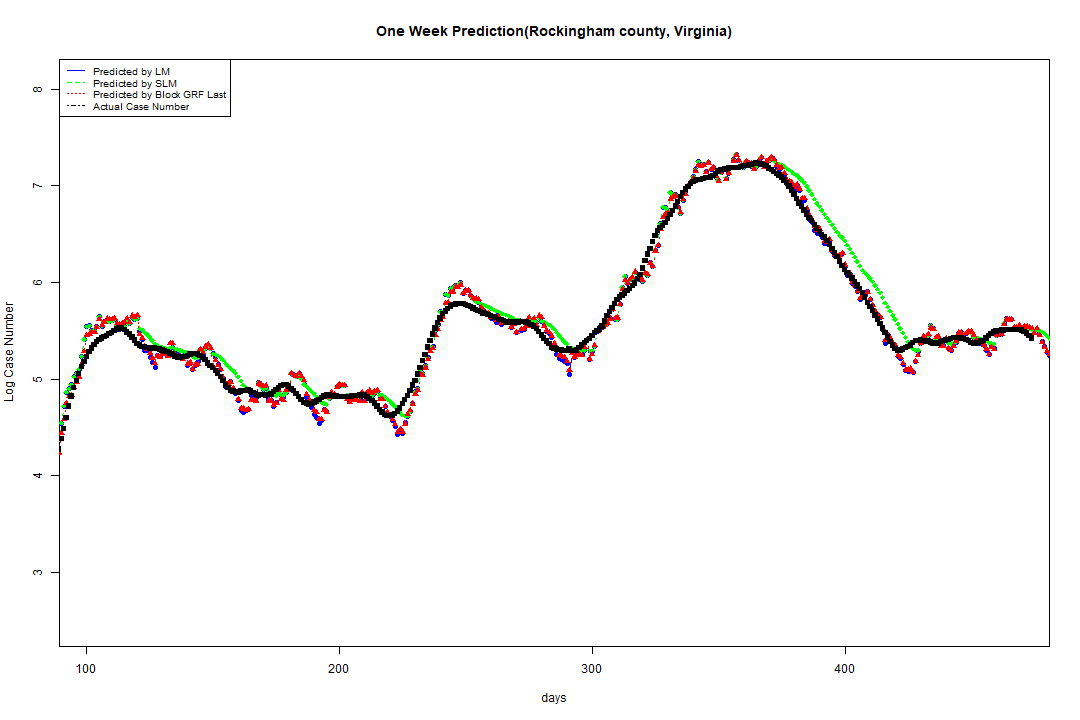 One Week Prediction(Rockingham county, Virginia)
Predicted by LM
Predicted by SLM
Predicted by Block GRF Last
Actual Case Number
8
7
6
5
4
3
Log Case Number
100 200 300 400
days